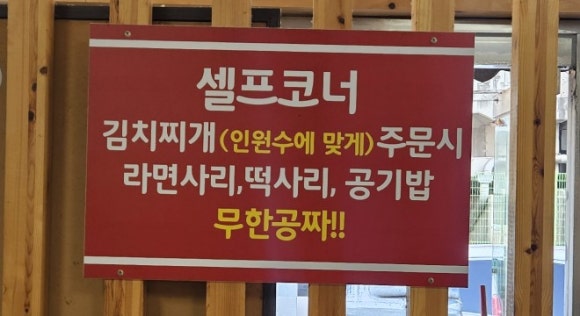 셀프코너
김치찌개(인원수에 맞게)주문시
라면사리,떡사리, 공기밥
무한공짜!!